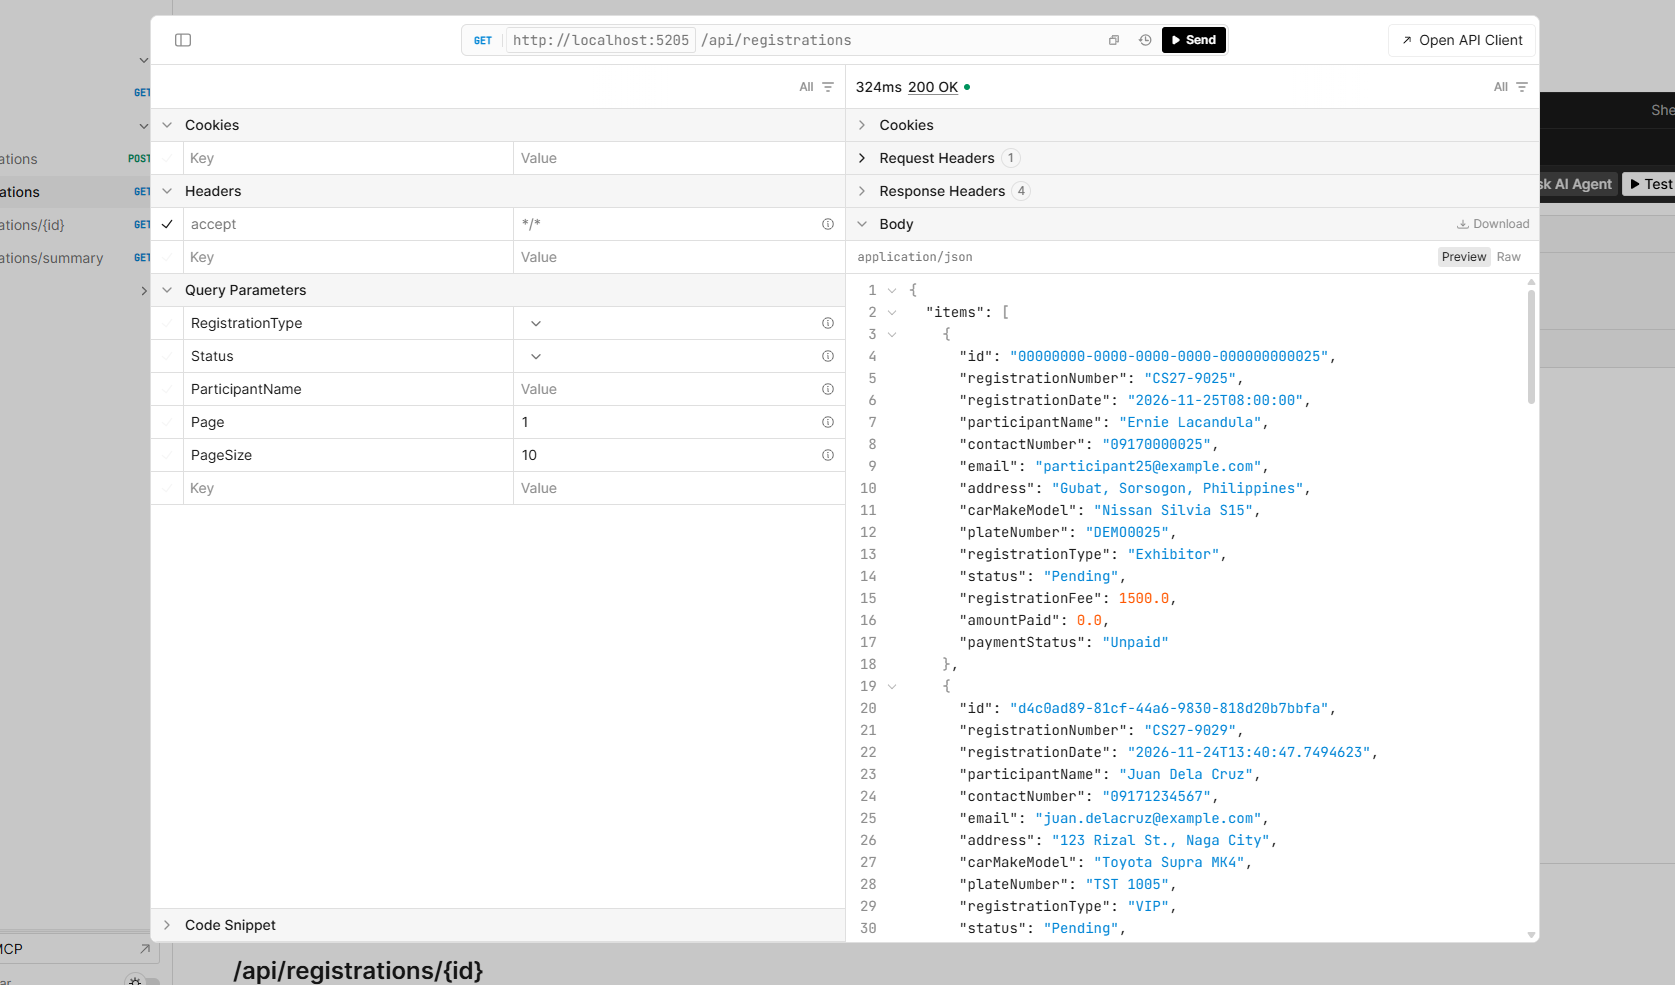 GET http://localhost:5205 /api/registrations Send
Open API Client
All
324ms 200 OK
All
Cookies
Key Value
Headers
accept */*
Key Value
Query Parameters
RegistrationType
Status
ParticipantName Value
Page 1
PageSize 10
Key Value
Code Snippet
Cookies
Request Headers 1
Response Headers 4
Body Download
application/json Preview Raw
1 {
2 "items": [
3 {
4 "id": "00000000-0000-0000-0000-000000000025",
5 "registrationNumber": "CS27-9025",
6 "registrationDate": "2026-11-25T08:00:00",
7 "participantName": "Ernie Lacandula",
8 "contactNumber": "09170000025",
9 "email": "participant25@example.com",
10 "address": "Gubat, Sorsogon, Philippines",
11 "carMakeModel": "Nissan Silvia S15",
12 "plateNumber": "DEMO0025",
13 "registrationType": "Exhibitor",
14 "status": "Pending",
15 "registrationFee": 1500.0,
16 "amountPaid": 0.0,
17 "paymentStatus": "Unpaid"
18 },
19 {
20 "id": "d4c0ad89-81cf-44a6-9830-818d20b7bbfa",
21 "registrationNumber": "CS27-9029",
22 "registrationDate": "2026-11-24T13:40:47.7494623",
23 "participantName": "Juan Dela Cruz",
24 "contactNumber": "09171234567",
25 "email": "juan.delacruz@example.com",
26 "address": "123 Rizal St., Naga City",
27 "carMakeModel": "Toyota Supra MK4",
28 "plateNumber": "TST 1005",
29 "registrationType": "VIP",
30 "status": "Pending",
GET
ations POST
ations GET
ations/{id} GET
ations/summary GET
MCP
ar
She
sk AI Agent Test
/api/registrations/{id}